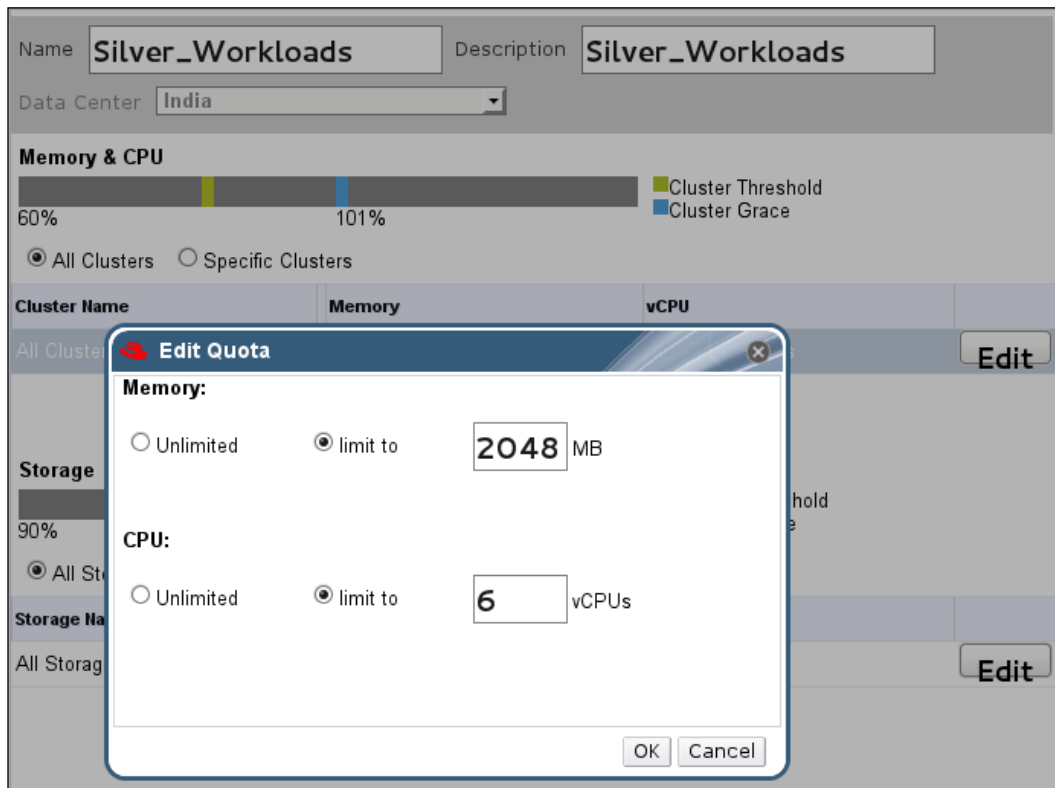 Name Silver_Workloads Description Silver_Workloads
Data Center India
Memory & CPU
Cluster Threshold
60% 101% Cluster Grace
All Clusters Specific Clusters
Cluster Name Memory vCPU
Edit
Edit Quota
Memory:
Unlimited limit to 2048 MB
Storage
90%
CPU:
Unlimited limit to 6 vCPUs
Storage
All
Edit
OK Cancel